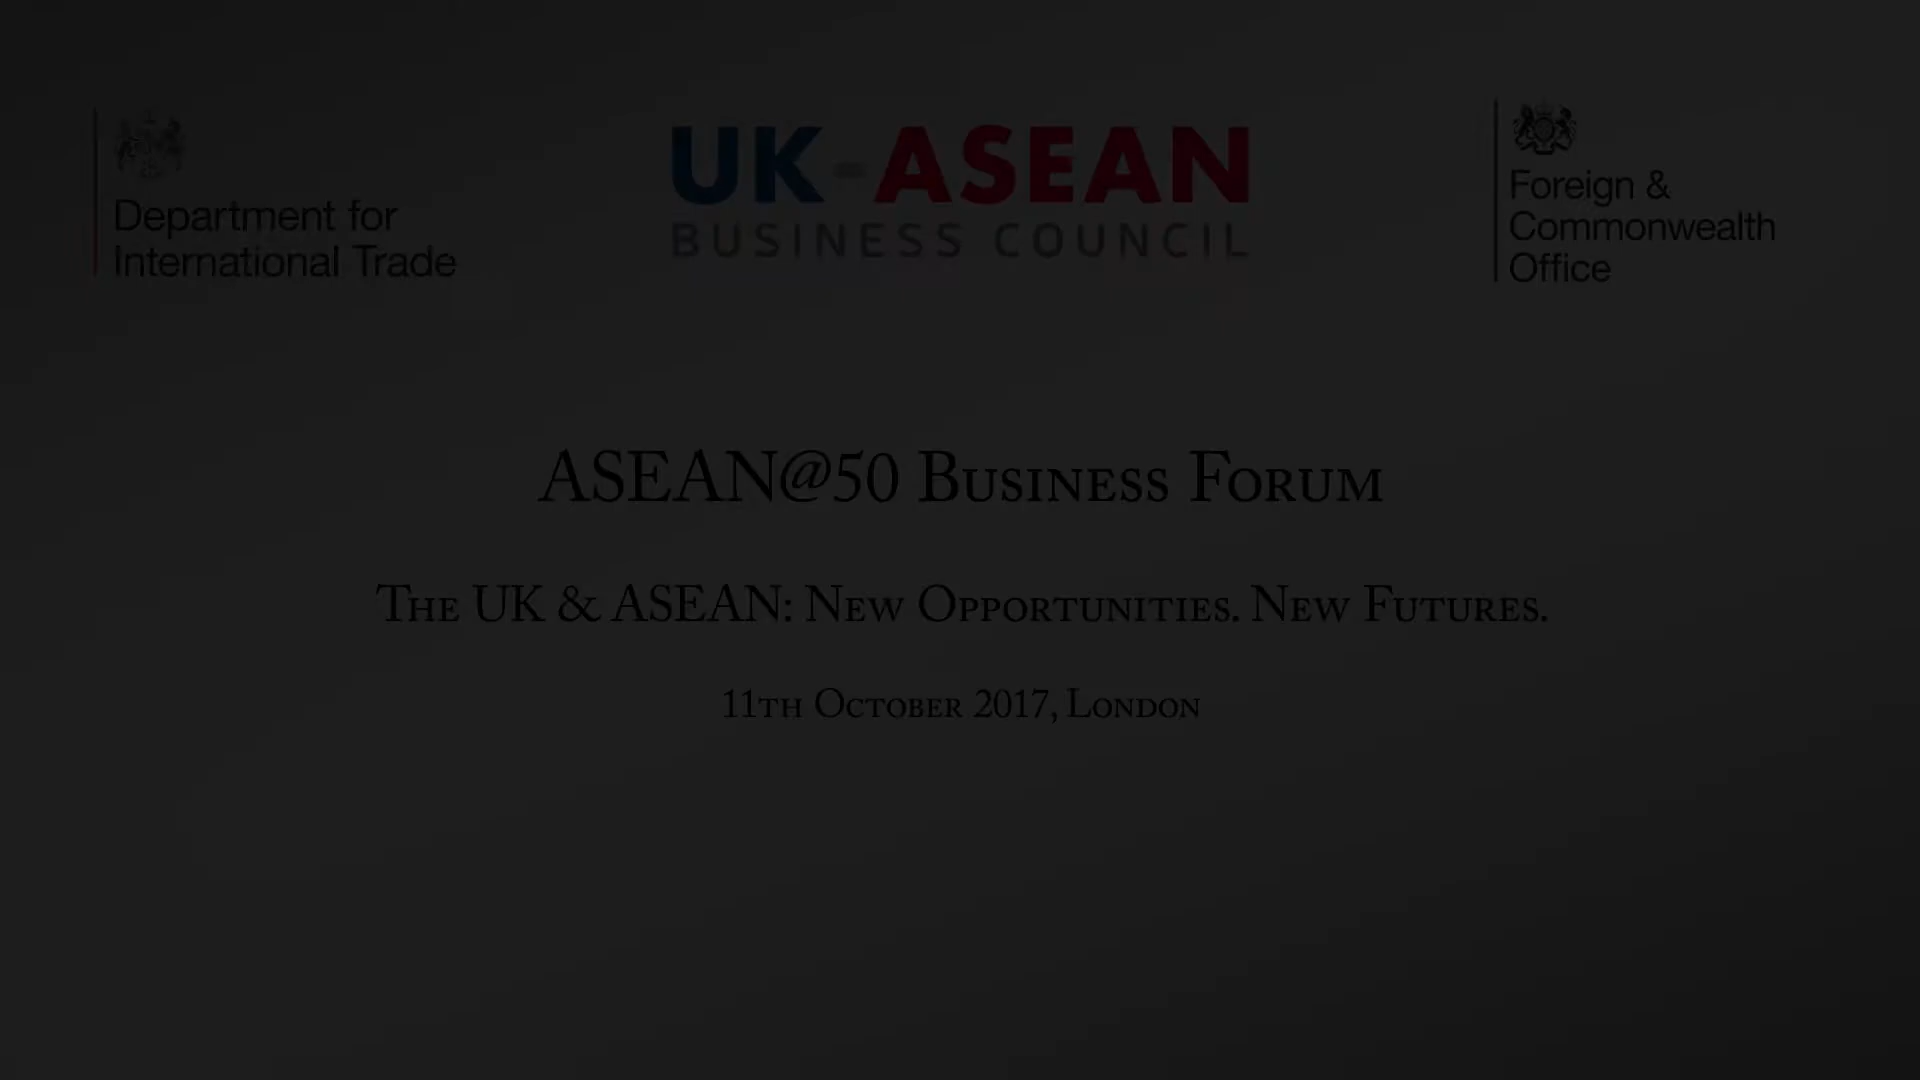 Department for
International Trade
UK-ASEAN
BUSINESS COUNCIL
Foreign &
Commonwealth
Office
ASEAN@50 Business Forum
The UK & ASEAN: New Opportunities. New Futures.
11th October 2017, London